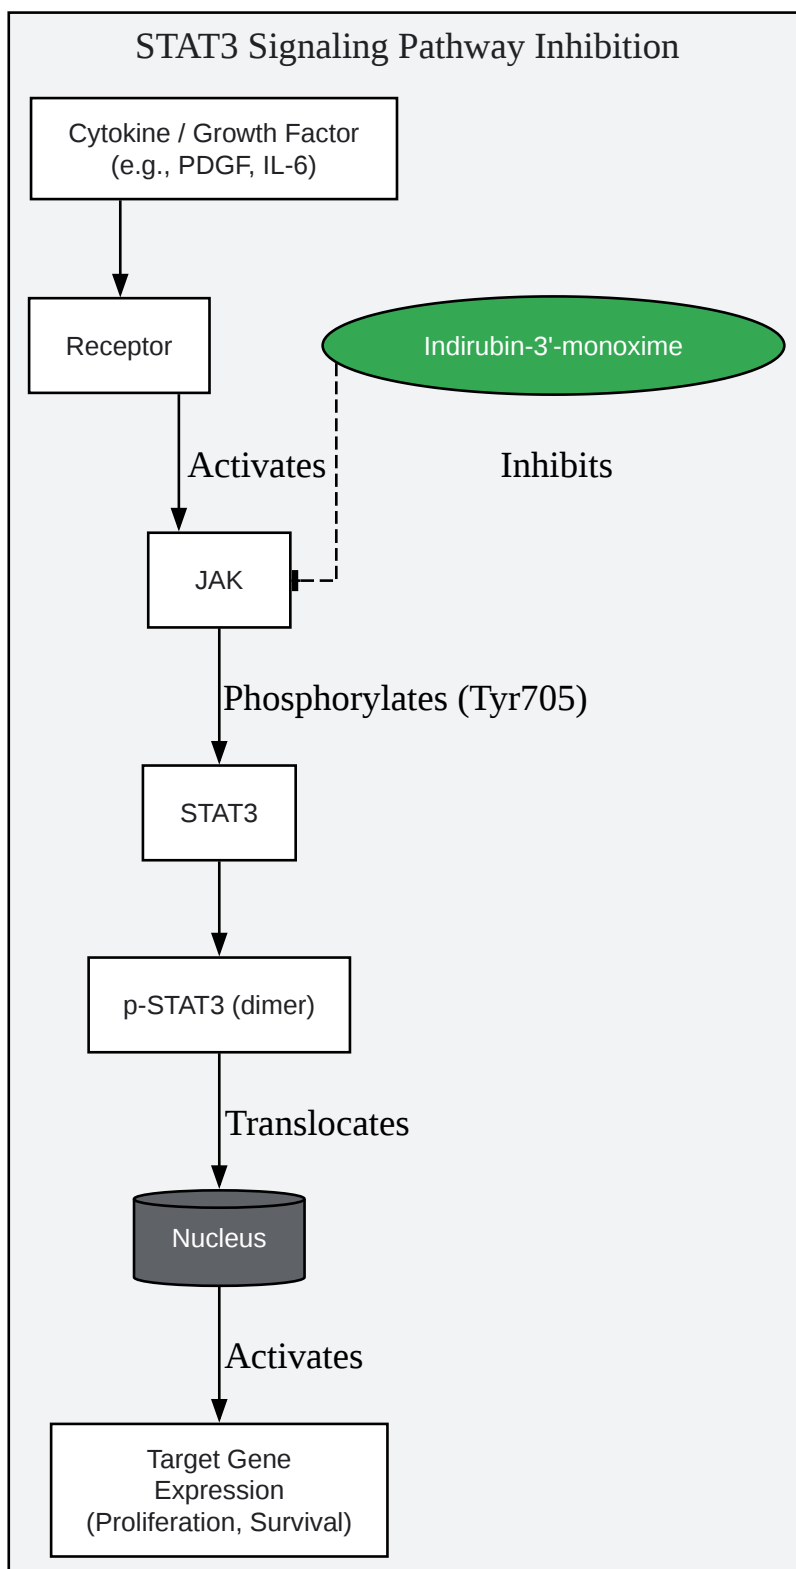 STAT3 Signaling Pathway Inhibition
Cytokine / Growth Factor
(e.g., PDGF, IL-6)
Receptor
Indirubin-3'-monoxime
Activates
Inhibits
JAK
Phosphorylates (Tyr705)
STAT3
p-STAT3 (dimer)
Translocates
Nucleus
Activates
Target Gene
Expression
(Proliferation, Survival)